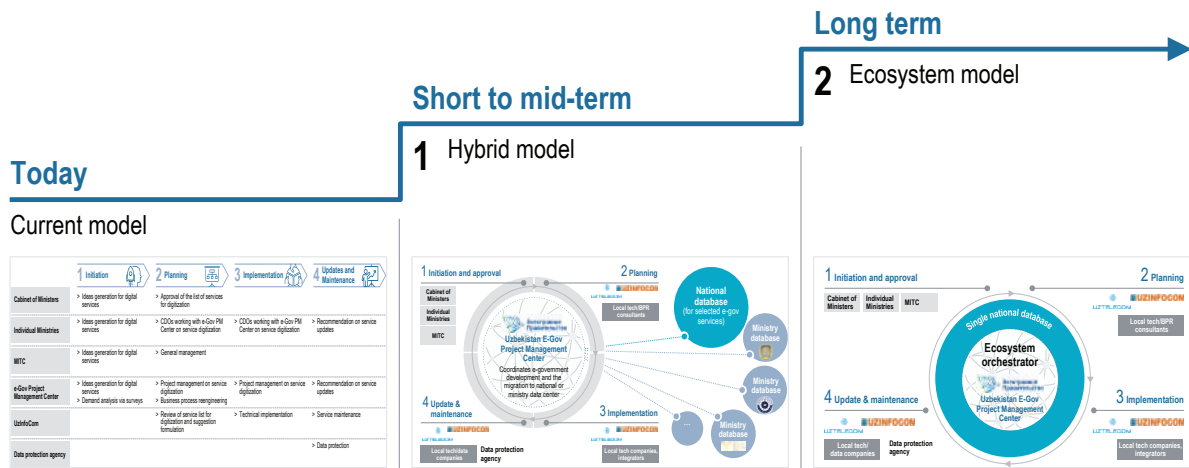 Today
Current model
1 Initiation
2 Planning
3 Implementation
4 Updates and
Maintenance
Cabinet of Ministers
> Ideas generation for digital
services
> Approval of the list of services
for digitization
Individual Ministries
> Ideas generation for digital
services
> CDOs working with e-Gov PM
Center on service digitization
> CDOs working with e-Gov PM
Center on service digitization
> Recommendation on service
updates
MITC
> Ideas generation for digital
services
> General management
e-Gov Project
Management Center
> Ideas generation for digital
services
> Demand analysis via surveys
> Project management on service
digitization
> Business process reengineering
> Project management on service
digitization
> Recommendation on service
updates
UzInfoCom
> Review of service list for
digitization and suggestion
formulation
> Technical implementation
> Service maintenance
Data protection agency
> Data protection
Short to mid-term
1 Hybrid model
1 Initiation and approval
Cabinet of
Ministers
Individual
Ministries
MITC
2 Planning
UZTELECOM
UZINFOCON
Local tech/BPR
consultants
Uzbekistan E-Gov
Project Management
Center
Coordinates e-government
development and the
migration to national or
ministry data center
National
database
(for selected e-gov
services)
Ministry
database
Ministry
database
Ministry
database
...
4 Update &
maintenance
UZTELECOM
UZINFOCON
Local tech/data
companies
Data protection
agency
3 Implementation
UZTELECOM
UZINFOCON
Local tech companies,
integrators
Long term
2 Ecosystem model
1 Initiation and approval
Cabinet of
Ministers
Individual
Ministries
MITC
2 Planning
UZTELECOM
UZINFOCON
Local tech/BPR
consultants
Single national database
Ecosystem
orchestrator
Uzbekistan E-Gov
Project Management
Center
4 Update & maintenance
UZTELECOM
UZINFOCON
Local tech/
data companies
Data protection
agency
3 Implementation
UZTELECOM
UZINFOCON
Local tech companies,
integrators